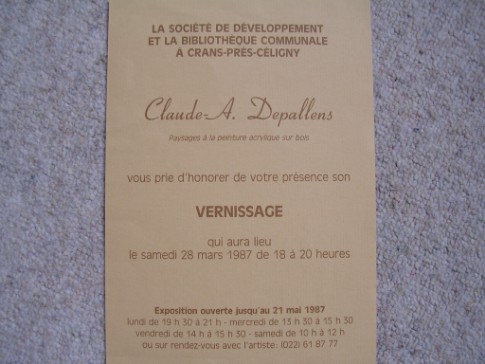 LA SOCIÉTÉ DE DÉVELOPPEMENT
ET LA BIBLIOTHÈQUE COMMUNALE
À CRANS-PRÈS-CÉLIGNY
Claude-A. Depallens
Paysages à la peinture acrylique sur bois
vous prie d'honorer de votre présence son
VERNISSAGE
qui aura lieu
le samedi 28 mars 1987 de 18 à 20 heures
Exposition ouverte jusqu'au 21 mai 1987
lundi de 19 h 30 à 21 h - mercredi de 13 h 30 à 15 h 30
vendredi de 14 h à 15 h 30 - samedi de 10 h à 12 h
ou sur rendez-vous avec l'artiste: (022) 61 87 77